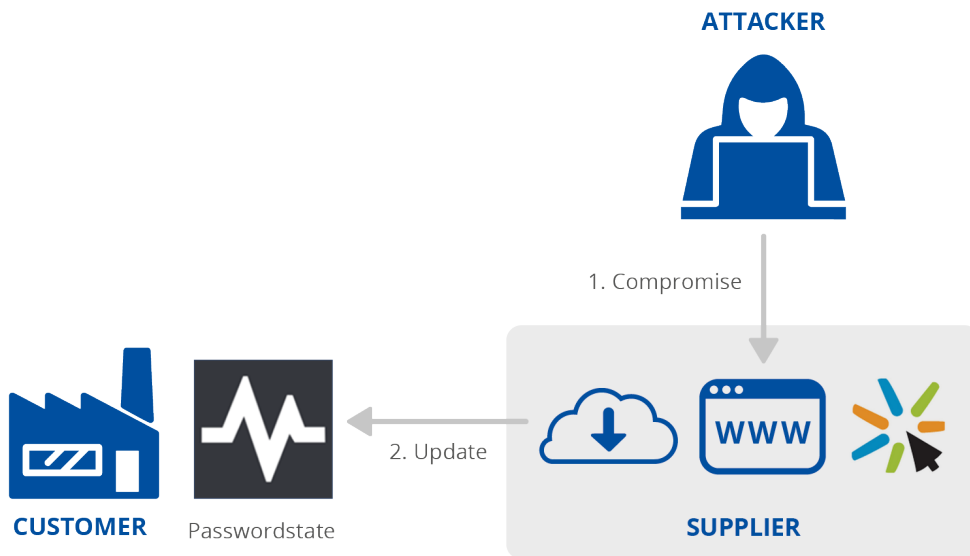 ATTACKER
1. Compromise
WWW
2. Update
CUSTOMER
Passwordstate
SUPPLIER